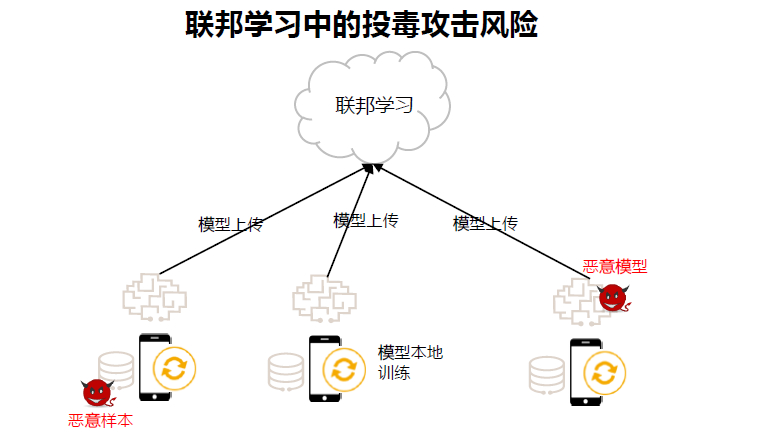 联邦学习中的投毒攻击风险
联邦学习
模型上传
模型上传
模型上传
恶意模型
模型本地
训练
恶意样本